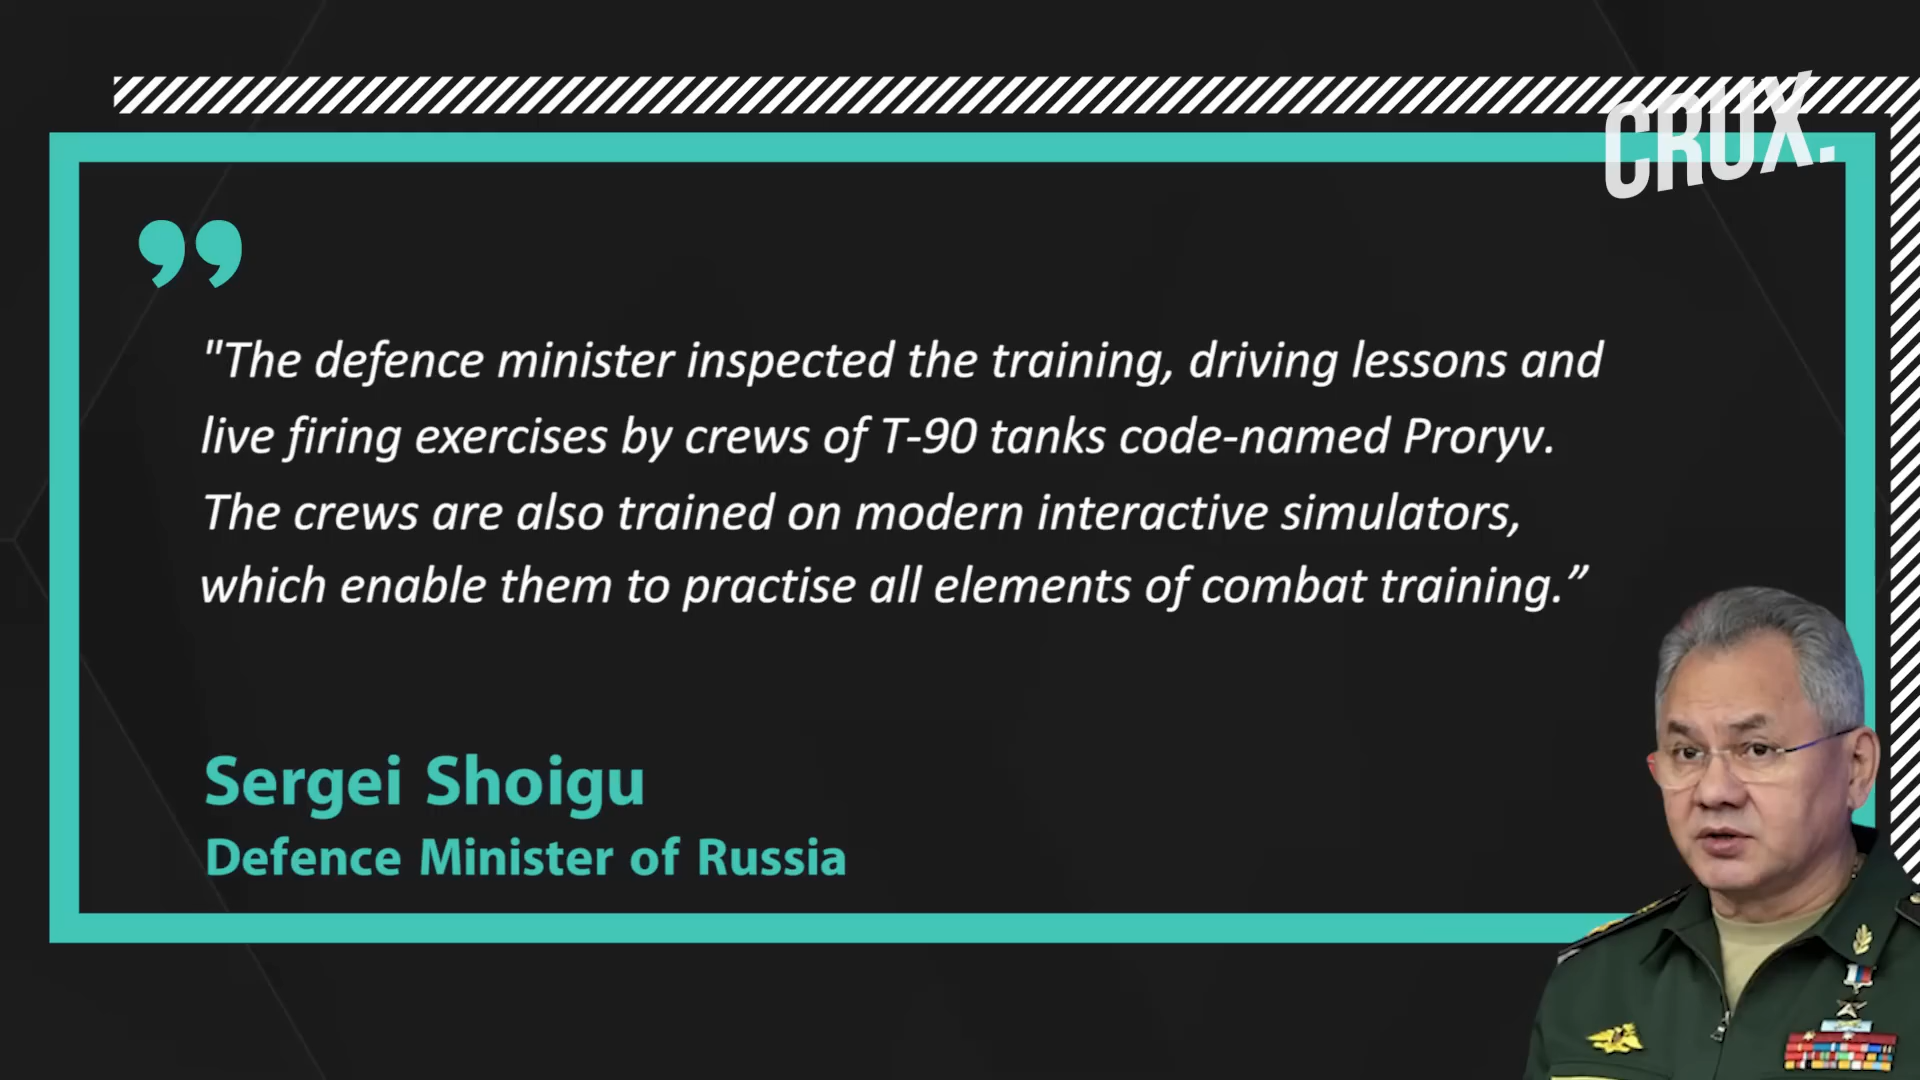 CRUX.
"The defence minister inspected the training, driving lessons and
live firing exercises by crews of T-90 tanks code-named Proryv.
The crews are also trained on modern interactive simulators,
which enable them to practise all elements of combat training.”
Sergei Shoigu
Defence Minister of Russia